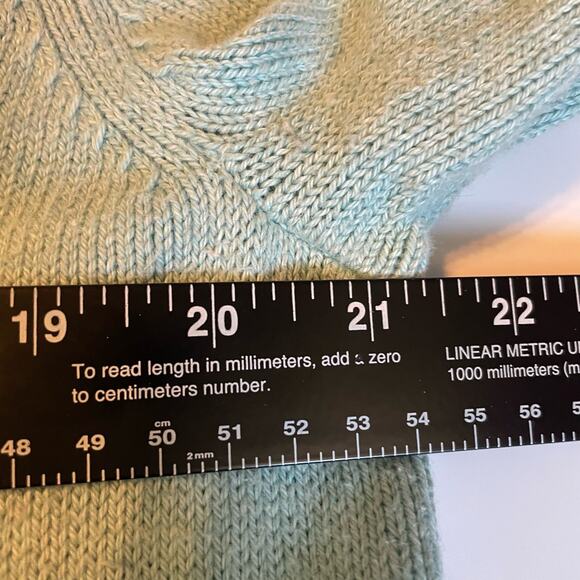 19 20 21 22
To read length in millimeters, add a zero
to centimeters number.
LINEAR METRIC U
1000 millimeters (m
cm
48 49 50 51 52 53 54 55 56
2mm